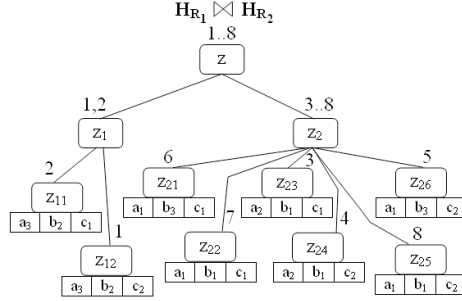 H_R₁ ⋈ H_R₂
1..8
z
1,2 3..8
z₁ z₂
2 6 3 5
z₁₁ z₂₁ z₂₃ z₂₆
a₃ b₂ c₁ a₁ b₃ c₁ a₂ b₁ c₁ a₁ b₃ c₂
1 7 4 8
z₁₂ z₂₂ z₂₄ z₂₅
a₃ b₂ c₂ a₁ b₁ c₁ a₂ b₁ c₂ a₁ b₁ c₂